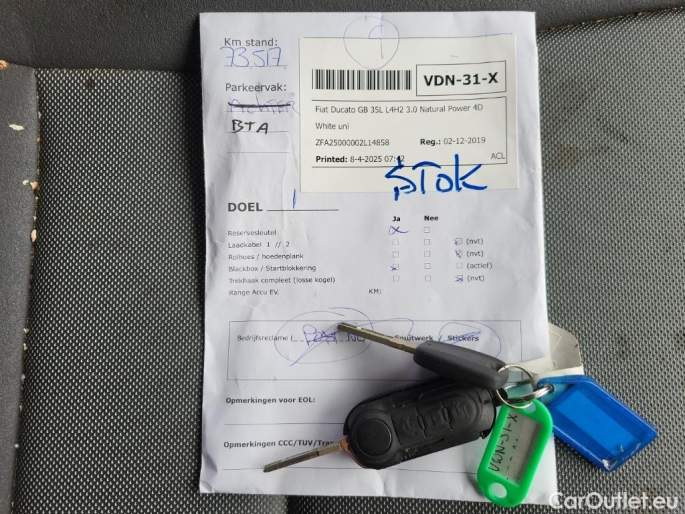 Km stand:
73517
Parkeervak:
BTA
VDN-31-X
Fiat Ducato GB 35L L4H2 3.0 Natural Power 4D
White uni
ZFA25000002L14858
Reg.: 02-12-2019
Printed: 8-4-2025 07:42
ACL
STOK
DOEL 1
Ja Nee
Reservesleutel
Laadkabel 1 // 2 (nvt)
Rolhoes / hoedenplank (nvt)
Blackbox / Startblokkering (actief)
Trekhaak compleet (losse kogel) (nvt)
Range Accu EV. KM:
Bedrijfsreclame ( Spuitwerk / Stickers
Opmerkingen voor EOL:
Opmerkingen CCC/TUV/Tra
CarOutlet.eu